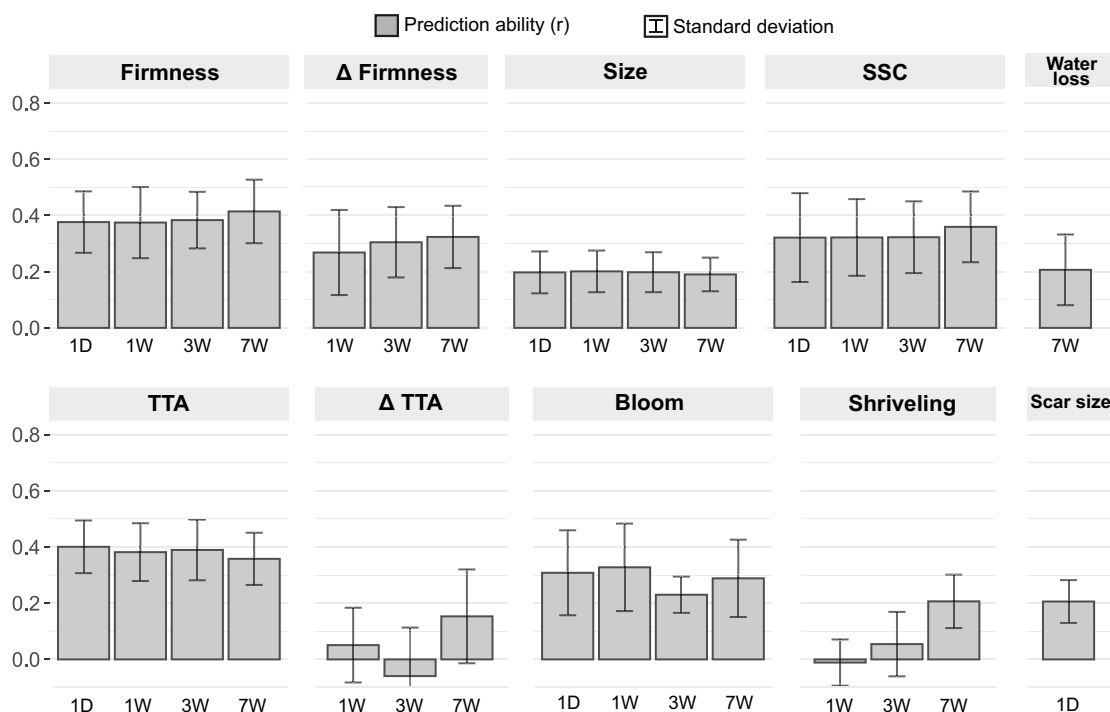 Prediction ability (r) Standard deviation
Firmness Δ Firmness Size SSC Water loss
0.8
0.6
0.4
0.2
0.0
1D 1W 3W 7W 1W 3W 7W 1D 1W 3W 7W 1D 1W 3W 7W 7W
TTA Δ TTA Bloom Shriveling Scar size
0.8
0.6
0.4
0.2
0.0
1D 1W 3W 7W 1W 3W 7W 1D 1W 3W 7W 1W 3W 7W 1D